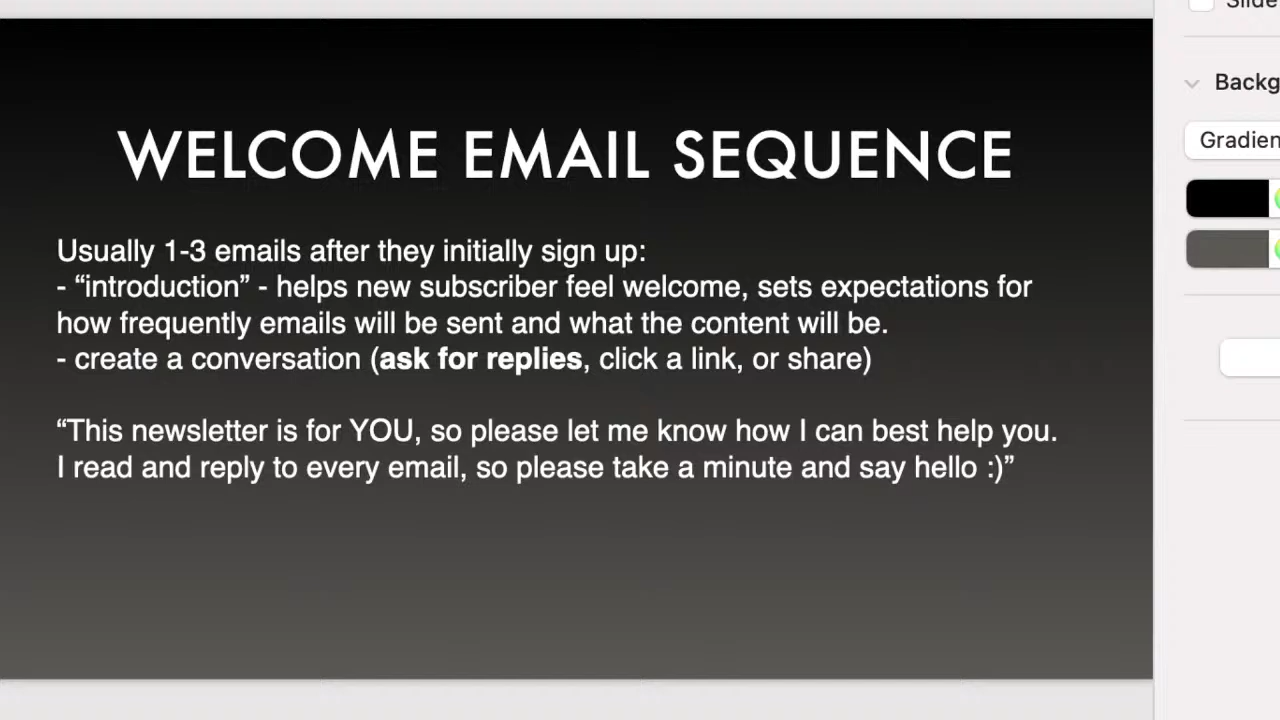 Slide
Backg
WELCOME EMAIL SEQUENCE
Gradien
Usually 1-3 emails after they initially sign up:
- “introduction” - helps new subscriber feel welcome, sets expectations for
how frequently emails will be sent and what the content will be.
- create a conversation (ask for replies, click a link, or share)
“This newsletter is for YOU, so please let me know how I can best help you.
I read and reply to every email, so please take a minute and say hello :)”